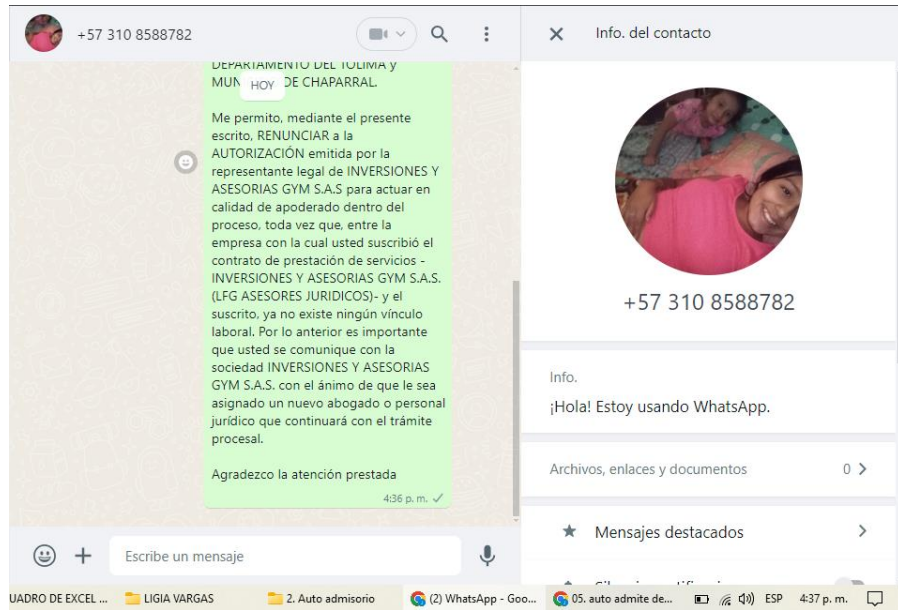 +57 310 8588782
DEPARTAMENTO DEL TOLIMA y
HOY
DE CHAPARRAL.
Me permito, mediante el presente
escrito, RENUNCIAR a la
AUTORIZACIÓN emitida por la
representante legal de INVERSIONES Y
ASESORIAS GYM S.A.S para actuar en
calidad de apoderado dentro del
proceso, toda vez que, entre la
empresa con la cual usted suscribió el
contrato de prestación de servicios -
INVERSIONES Y ASESORIAS GYM S.A.S.
(LFG ASESORES JURIDICOS)- y el
suscrito, ya no existe ningún vínculo
laboral. Por lo anterior es importante
que usted se comunique con la
sociedad INVERSIONES Y ASESORIAS
GYM S.A.S. con el ánimo de que le sea
asignado un nuevo abogado o personal
jurídico que continuará con el trámite
procesal.
Agradezco la atención prestada
4:36 p. m.
Escribe un mensaje
Info. del contacto
+57 310 8588782
Info.
¡Hola! Estoy usando WhatsApp.
Archivos, enlaces y documentos 0
Mensajes destacados
UADRO DE EXCEL ... LIGIA VARGAS 2. Auto admisorio (2) WhatsApp - Goo... 05. auto admite de... ESP 4:37 p. m.